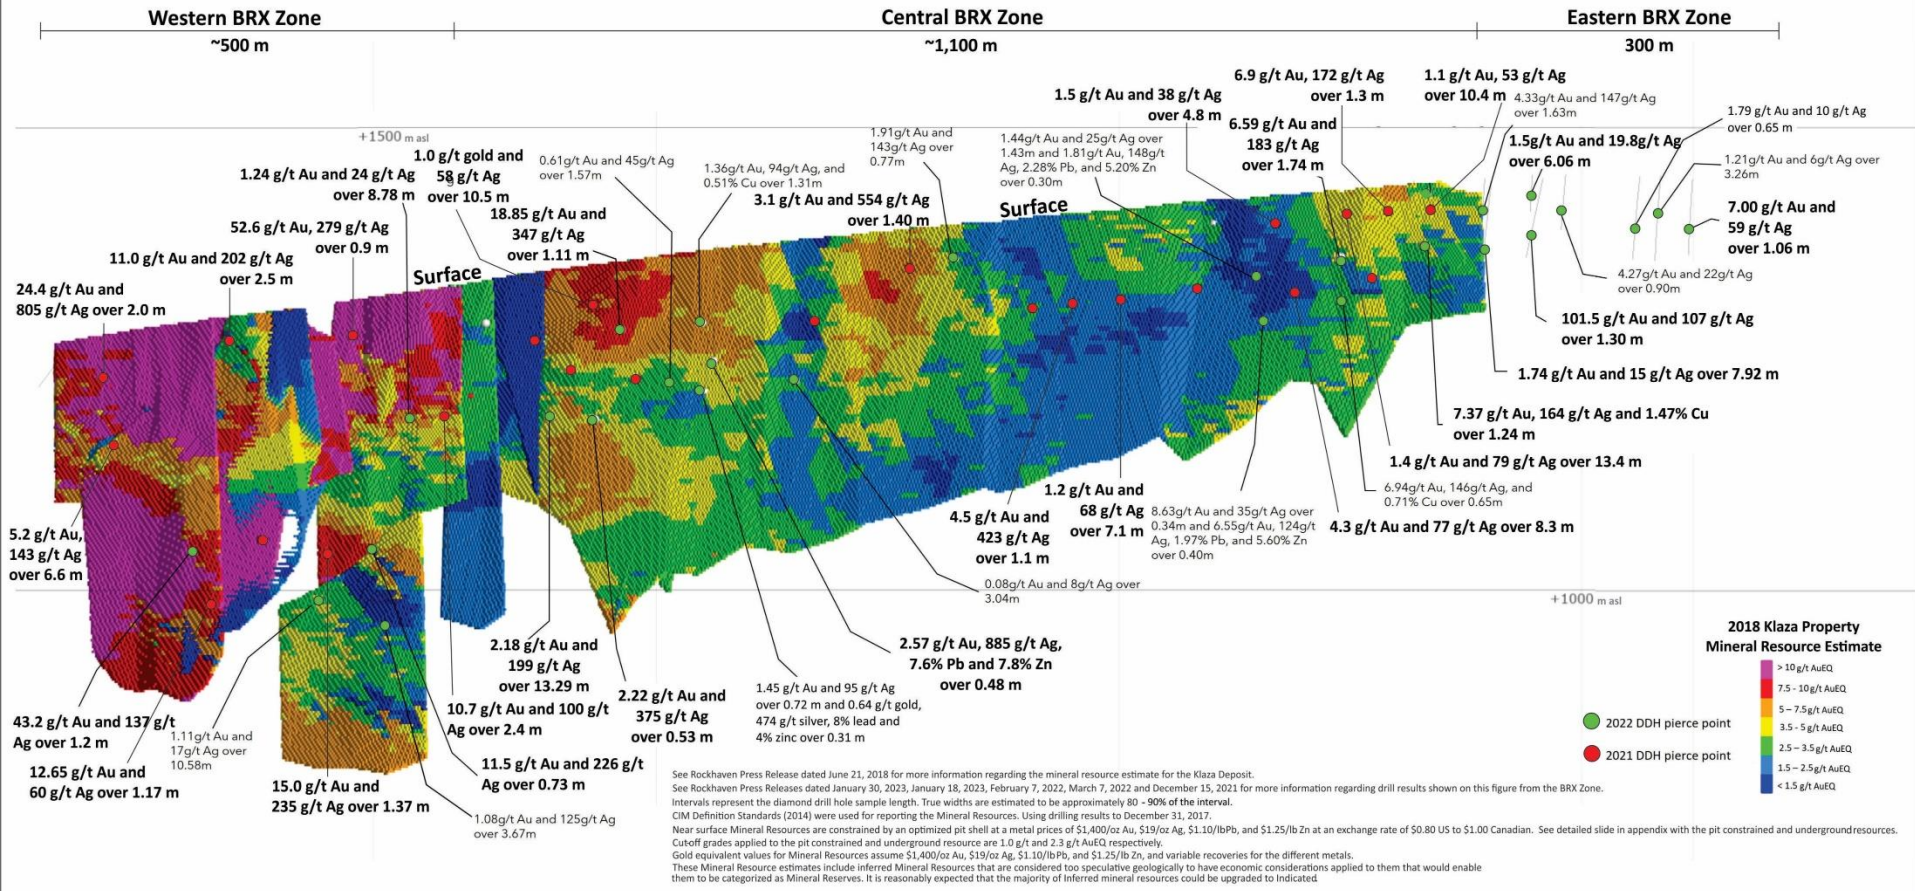 Western BRX Zone
~500 m
Central BRX Zone
~1,100 m
Eastern BRX Zone
300 m
+1500 m asl
24.4 g/t Au and
805 g/t Ag over 2.0 m
11.0 g/t Au and 202 g/t Ag
over 2.5 m
52.6 g/t Au, 279 g/t Ag
over 0.9 m
1.24 g/t Au and 24 g/t Ag
over 8.78 m
1.0 g/t gold and
58 g/t Ag
over 10.5 m
Surface
18.85 g/t Au and
347 g/t Ag
over 1.11 m
0.61g/t Au and 45g/t Ag
over 1.57m
1.36g/t Au, 94g/t Ag, and
0.51% Cu over 1.31m
3.1 g/t Au and 554 g/t Ag
over 1.40 m
1.91g/t Au and
143g/t Ag over
0.77m
Surface
1.44g/t Au and 25g/t Ag over
1.43m and 1.81g/t Au, 148g/t
Ag, 2.28% Pb, and 5.20% Zn
over 0.30m
1.5 g/t Au and 38 g/t Ag
over 4.8 m
6.59 g/t Au and
183 g/t Ag
over 1.74 m
6.9 g/t Au, 172 g/t Ag
over 1.3 m
1.1 g/t Au, 53 g/t Ag
over 10.4 m
4.33g/t Au and 147g/t Ag
over 1.63m
1.5g/t Au and 19.8g/t Ag
over 6.06 m
1.79 g/t Au and 10 g/t Ag
over 0.65 m
1.21g/t Au and 6g/t Ag over
3.26m
7.00 g/t Au and
59 g/t Ag
over 1.06 m
4.27g/t Au and 22g/t Ag
over 0.90m
101.5 g/t Au and 107 g/t Ag
over 1.30 m
1.74 g/t Au and 15 g/t Ag over 7.92 m
7.37 g/t Au, 164 g/t Ag and 1.47% Cu
over 1.24 m
1.4 g/t Au and 79 g/t Ag over 13.4 m
6.94g/t Au, 146g/t Ag, and
0.71% Cu over 0.65m
4.3 g/t Au and 77 g/t Ag over 8.3 m
8.63g/t Au and 35g/t Ag over
0.34m and 6.55g/t Au, 124g/t
Ag, 1.97% Pb, and 5.60% Zn
over 0.40m
1.2 g/t Au and
68 g/t Ag
over 7.1 m
4.5 g/t Au and
423 g/t Ag
over 1.1 m
0.08g/t Au and 8g/t Ag over
3.04m
+1000 m asl
5.2 g/t Au,
143 g/t Ag
over 6.6 m
43.2 g/t Au and 137 g/t
Ag over 1.2 m
12.65 g/t Au and
60 g/t Ag over 1.17 m
1.11g/t Au and
17g/t Ag over
10.58m
15.0 g/t Au and
235 g/t Ag over 1.37 m
1.08g/t Au and 125g/t Ag
over 3.67m
11.5 g/t Au and 226 g/t
Ag over 0.73 m
10.7 g/t Au and 100 g/t
Ag over 2.4 m
2.18 g/t Au and
199 g/t Ag
over 13.29 m
2.22 g/t Au and
375 g/t Ag
over 0.53 m
1.45 g/t Au and 95 g/t Ag
over 0.72 m and 0.64 g/t gold,
474 g/t silver, 8% lead and
4% zinc over 0.31 m
2.57 g/t Au, 885 g/t Ag,
7.6% Pb and 7.8% Zn
over 0.48 m
2022 DDH pierce point
2021 DDH pierce point
2018 Klaza Property
Mineral Resource Estimate
> 10 g/t AuEQ
7.5 - 10 g/t AuEQ
5 – 7.5 g/t AuEQ
3.5 - 5 g/t AuEQ
2.5 – 3.5 g/t AuEQ
1.5 – 2.5 g/t AuEQ
< 1.5 g/t AuEQ
See Rockhaven Press Release dated June 21, 2018 for more information regarding the mineral resource estimate for the Klaza Deposit.
See Rockhaven Press Releases dated January 30, 2023, January 18, 2023, February 7, 2022, March 7, 2022 and December 15, 2021 for more information regarding drill results shown on this figure from the BRX Zone.
Intervals represent the diamond drill hole sample length. True widths are estimated to be approximately 80 - 90% of the interval.
CIM Definition Standards (2014) were used for reporting the Mineral Resources. Using drilling results to December 31, 2017.
Near surface Mineral Resources are constrained by an optimized pit shell at a metal prices of $1,400/oz Au, $19/oz Ag, $1.10/lbPb, and $1.25/lb Zn at an exchange rate of $0.80 US to $1.00 Canadian. See detailed slide in appendix with the pit constrained and underground resources.
Cut-off grades applied to the pit constrained and underground resource are 1.0 g/t and 2.3 g/t AuEQ respectively.
Gold equivalent values for Mineral Resources assume $1,400/oz Au, $19/oz Ag, $1.10/lb Pb, and $1.25/lb Zn, and variable recoveries for the different metals.
These Mineral Resource estimates include inferred Mineral Resources that are considered too speculative geologically to have economic considerations applied to them that would enable
them to be categorized as Mineral Reserves. It is reasonably expected that the majority of Inferred mineral resources could be upgraded to Indicated.